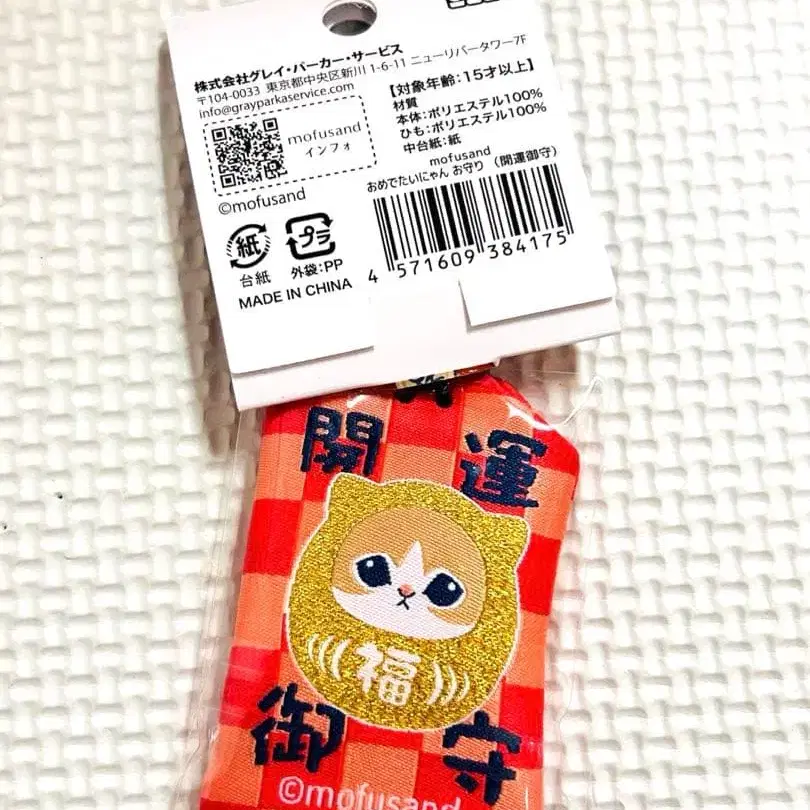 株式会社グレイ・パーカー・サービス
〒104-0033 東京都中央区新川 1-6-11 ニューリバータワー7F
info@grayparkaservice.com
mofusand
インフォ
©mofusand
【対象年齢：15才以上】
材質
本体：ポリエステル100%
ひも：ポリエステル100%
中台紙：紙
mofusand
おめでたいにゃん お守り （開運御守）
4 571609 384175
紙
台紙
プラ
外袋：PP
MADE IN CHINA
開運
福
御守
©mofusand